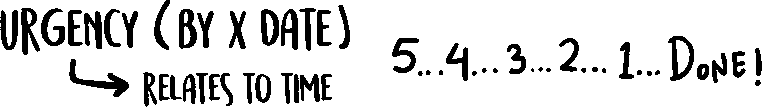 URGENCY (BY X DATE)
RELATES TO TIME
5...4...3...2...1...DONE!